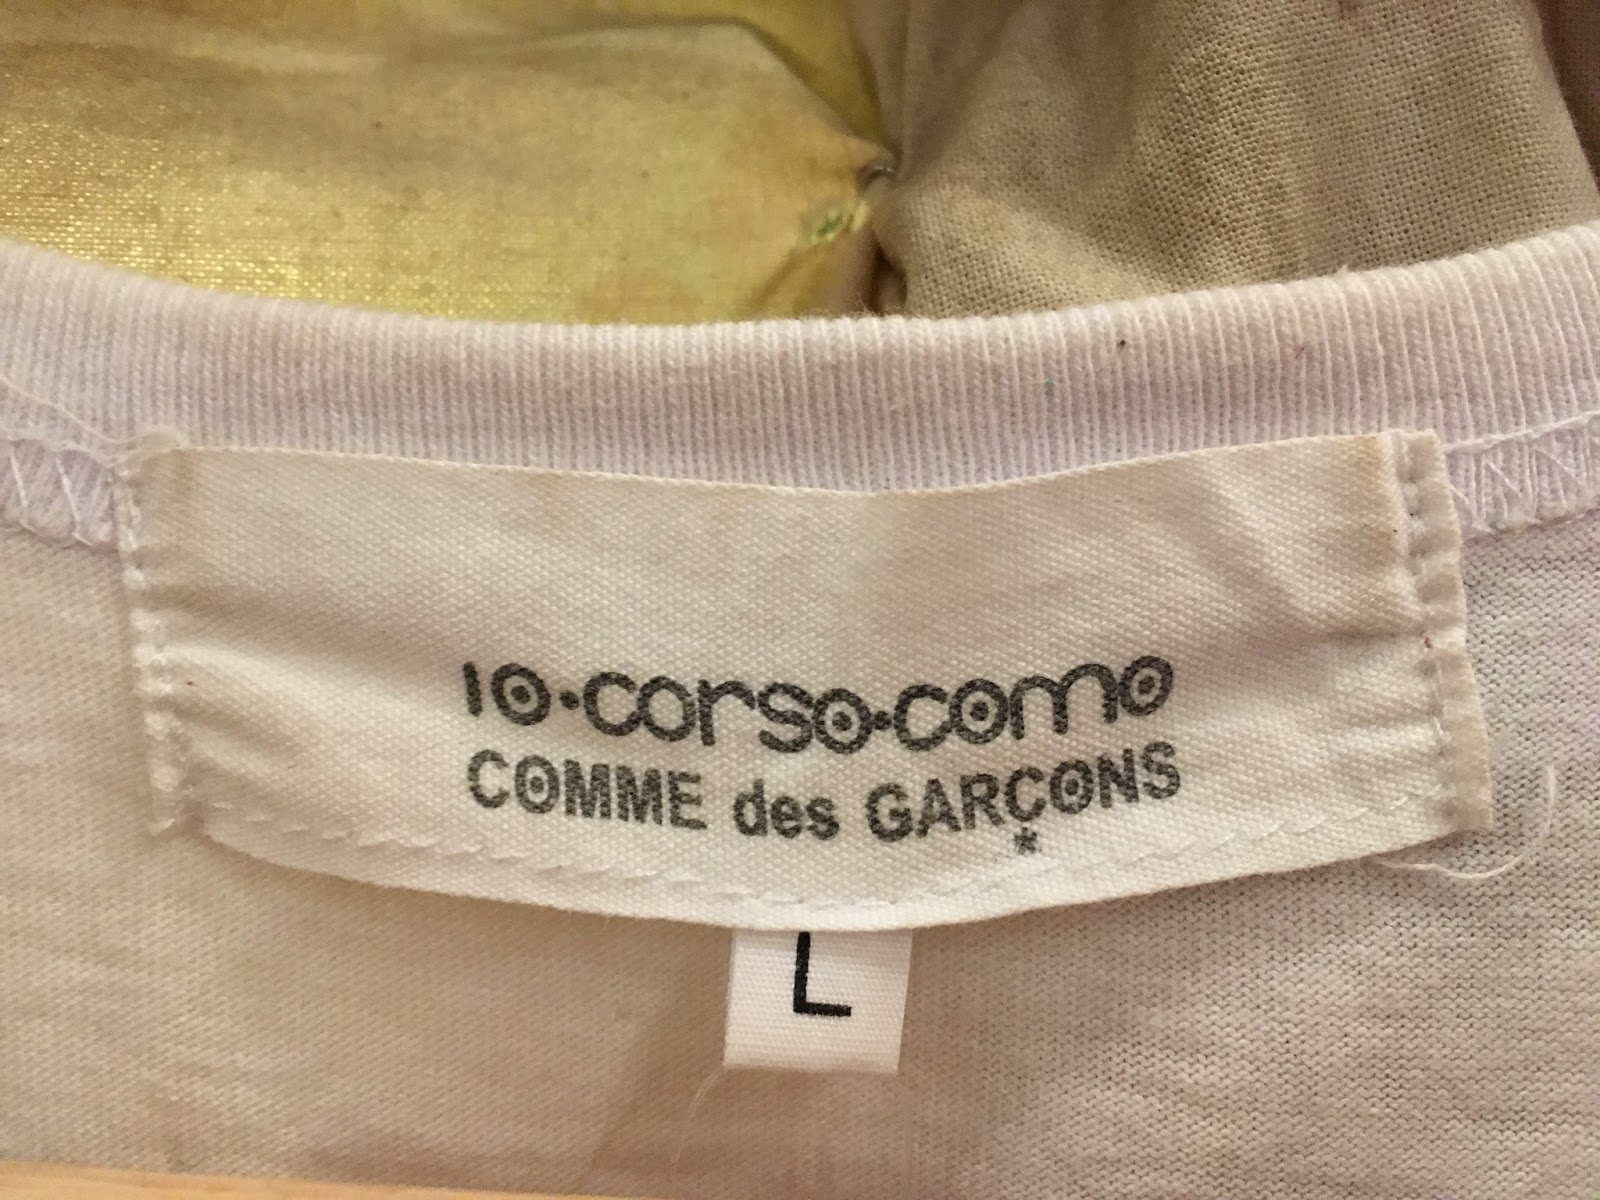 10·corso·como
COMME des GARÇONS
*
L